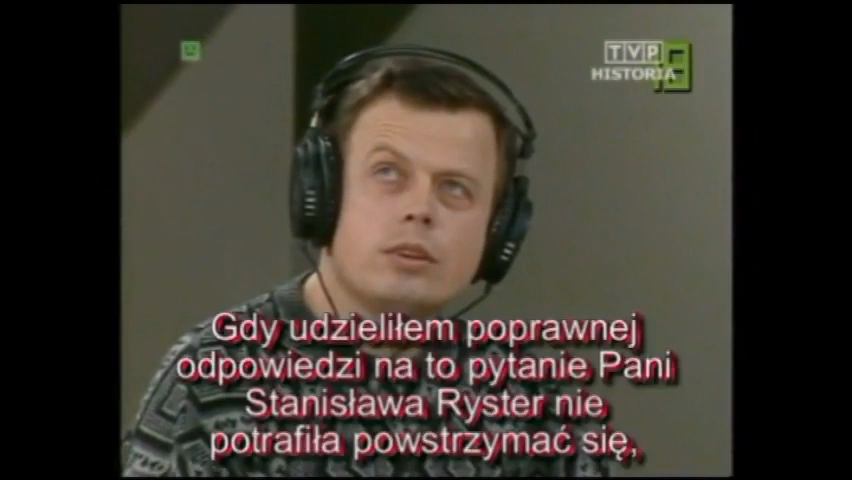 TVP
HISTORIA
Gdy udzieliłem poprawnej
odpowiedzi na to pytanie Pani
Stanisława Ryster nie
potrafiła powstrzymać się,